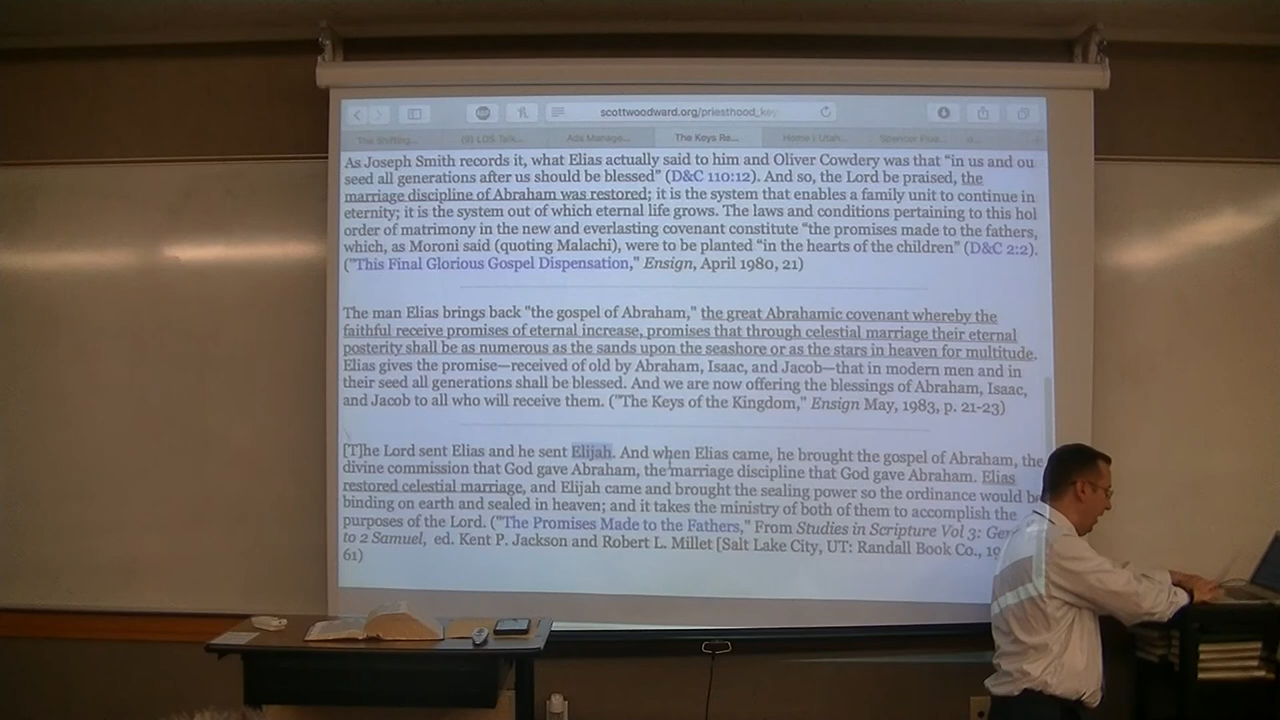 scottwoodward.org/priesthood_key
The Shifting...
(9) LDS Talk...
Ads Manage...
The Keys Re...
Home | Utah...
As Joseph Smith records it, what Elias actually said to him and Oliver Cowdery was that “in us and ou
seed all generations after us should be blessed” (D&C 110:12). And so, the Lord be praised, the
marriage discipline of Abraham was restored; it is the system that enables a family unit to continue in
eternity; it is the system out of which eternal life grows. The laws and conditions pertaining to this hol
order of matrimony in the new and everlasting covenant constitute “the promises made to the fathers,
which, as Moroni said (quoting Malachi), were to be planted “in the hearts of the children” (D&C 2:2).
("This Final Glorious Gospel Dispensation," Ensign, April 1980, 21)
The man Elias brings back "the gospel of Abraham," the great Abrahamic covenant whereby the
faithful receive promises of eternal increase, promises that through celestial marriage their eternal
posterity shall be as numerous as the sands upon the seashore or as the stars in heaven for multitude.
Elias gives the promise—received of old by Abraham, Isaac, and Jacob—that in modern men and in
their seed all generations shall be blessed. And we are now offering the blessings of Abraham, Isaac,
and Jacob to all who will receive them. ("The Keys of the Kingdom," Ensign May, 1983, p. 21-23)
[T]he Lord sent Elias and he sent Elijah. And when Elias came, he brought the gospel of Abraham, the
divine commission that God gave Abraham, the marriage discipline that God gave Abraham. Elias
restored celestial marriage, and Elijah came and brought the sealing power so the ordinance would be
binding on earth and sealed in heaven; and it takes the ministry of both of them to accomplish the
purposes of the Lord. ("The Promises Made to the Fathers," From Studies in Scripture Vol 3: Gen
to 2 Samuel, ed. Kent P. Jackson and Robert L. Millet [Salt Lake City, UT: Randall Book Co., 19
61)